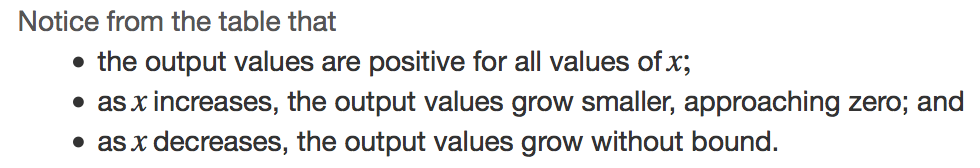 Notice from the table that
• the output values are positive for all values of x;
• as x increases, the output values grow smaller, approaching zero; and
• as x decreases, the output values grow without bound.